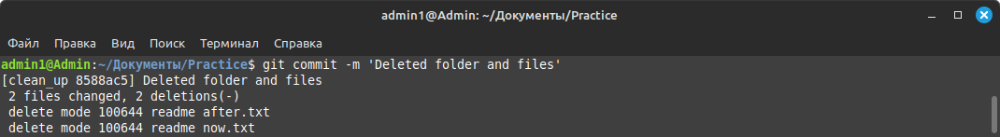 admin1@Admin: ~/Документы/Practice
Файл Правка Вид Поиск Терминал Справка
admin1@Admin:~/Документы/Practice$ git commit -m 'Deleted folder and files'
[clean_up 8588ac5] Deleted folder and files
2 files changed, 2 deletions(-)
delete mode 100644 readme after.txt
delete mode 100644 readme now.txt